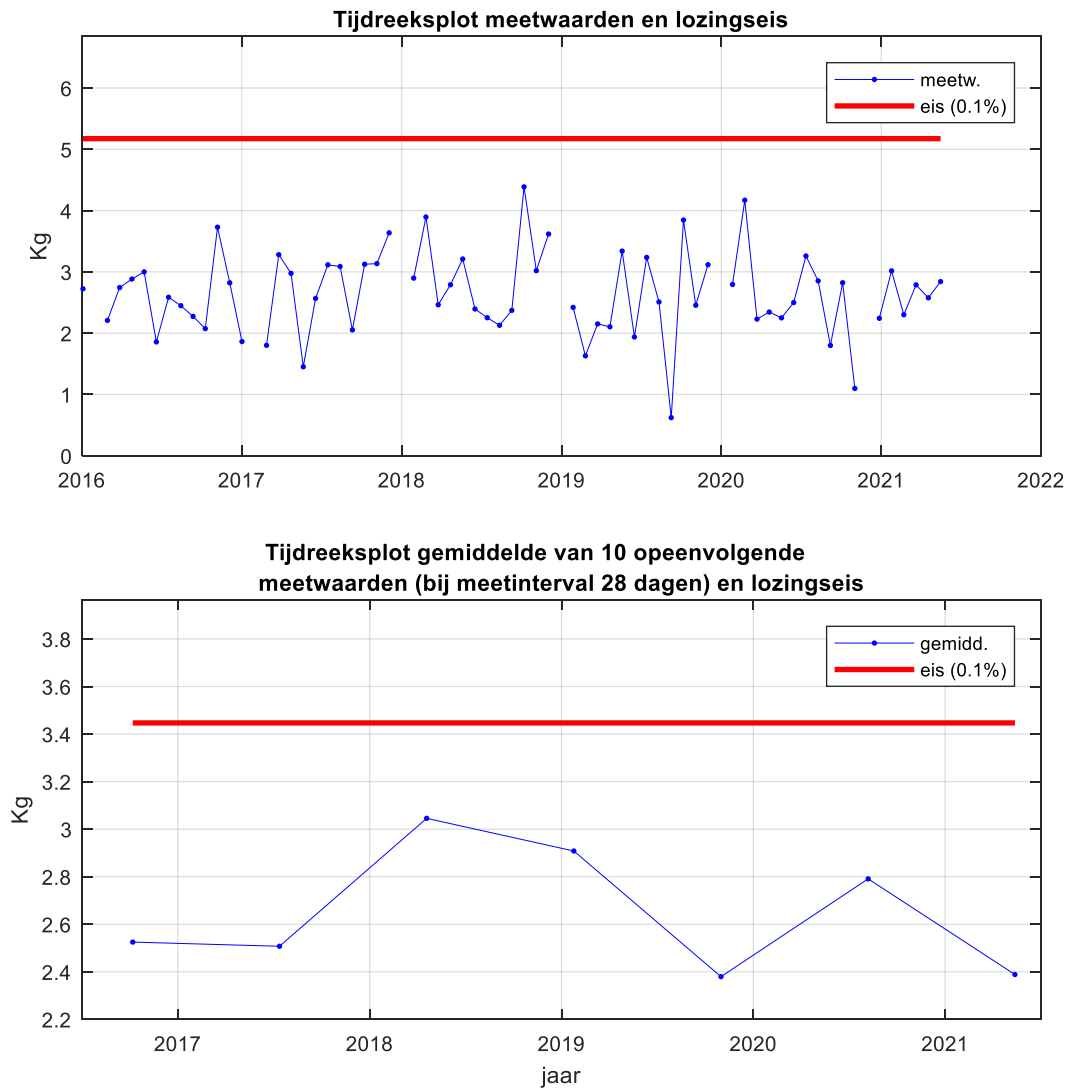 Tijdreeksplot meetwaarden en lozingseis
6
5
4
3
2
1
0
Kg
meetw.
eis (0.1%)
2016 2017 2018 2019 2020 2021 2022
Tijdreeksplot gemiddelde van 10 opeenvolgende
meetwaarden (bij meetinterval 28 dagen) en lozingseis
3.8
3.6
3.4
3.2
3
2.8
2.6
2.4
2.2
Kg
gemidd.
eis (0.1%)
2017 2018 2019 2020 2021
jaar